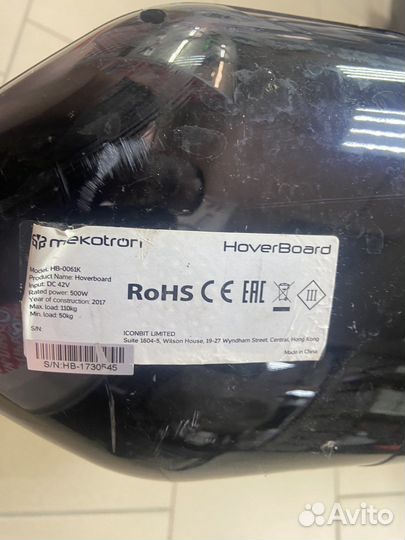 mekotron
HoverBoard
Model: HB-0061K
Product Name: Hoverboard
Input: DC 42V
Rated power: 500W
Year of construction: 2017
Max. load: 110kg
Min. load: 50kg
RoHS CE EAC
III
S/N:
ICONBIT LIMITED
Suite 1604-5, Wilson House, 19-27 Wyndham Street, Central, Hong Kong
Made in China
S/N:HB-1730545
Avito